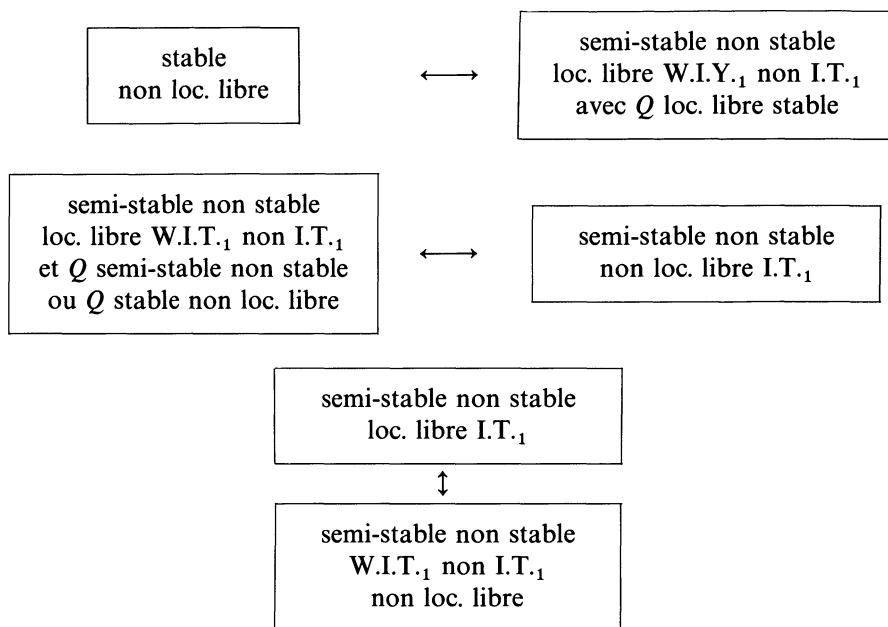 stable
non loc. libre
↔
semi-stable non stable
loc. libre W.I.Y.₁ non I.T.₁
avec Q loc. libre stable
semi-stable non stable
loc. libre W.I.T.₁ non I.T.₁
et Q semi-stable non stable
ou Q stable non loc. libre
↔
semi-stable non stable
non loc. libre I.T.₁
semi-stable non stable
loc. libre I.T.₁
↕
semi-stable non stable
W.I.T.₁ non I.T.₁
non loc. libre